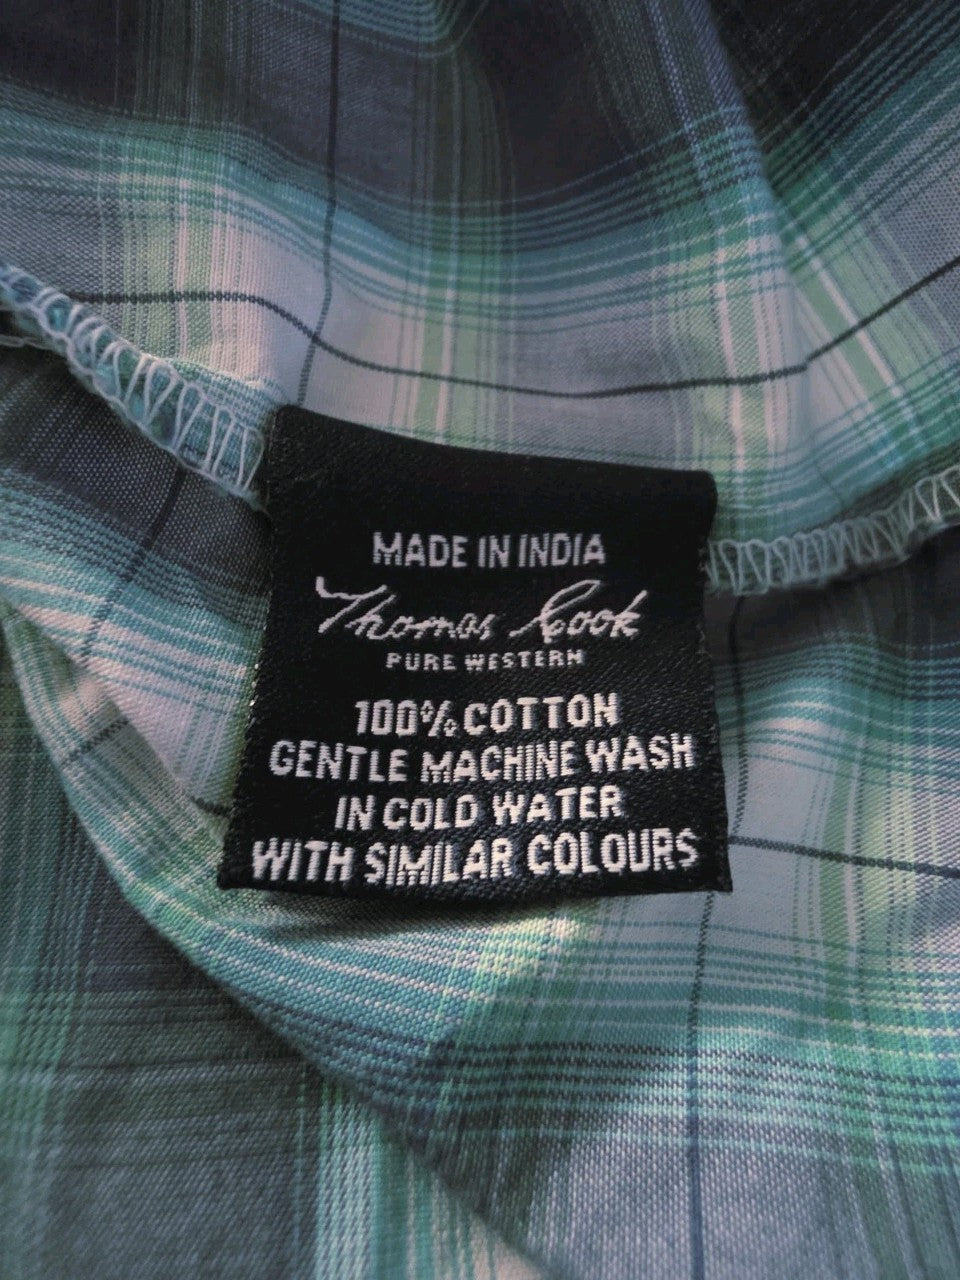 MADE IN INDIA
Thomas Cook
PURE WESTERN
100% COTTON
GENTLE MACHINE WASH
IN COLD WATER
WITH SIMILAR COLOURS